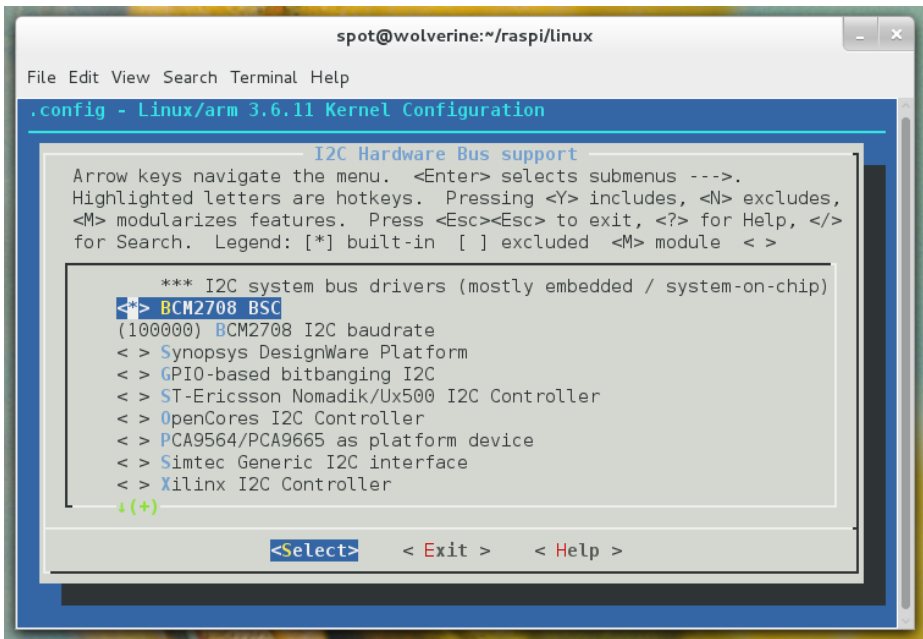 spot@wolverine:~/raspi/linux
File Edit View Search Terminal Help
.config - Linux/arm 3.6.11 Kernel Configuration
I2C Hardware Bus support
Arrow keys navigate the menu.  <Enter> selects submenus --->.
Highlighted letters are hotkeys.  Pressing <Y> includes, <N> excludes,
<M> modularizes features.  Press <Esc><Esc> to exit, <?> for Help, </>
for Search.  Legend: [*] built-in  [ ] excluded  <M> module  < >
*** I2C system bus drivers (mostly embedded / system-on-chip)
<*> BCM2708 BSC
(100000) BCM2708 I2C baudrate
< > Synopsys DesignWare Platform
< > GPIO-based bitbanging I2C
< > ST-Ericsson Nomadik/Ux500 I2C Controller
< > OpenCores I2C Controller
< > PCA9564/PCA9665 as platform device
< > Simtec Generic I2C interface
< > Xilinx I2C Controller
↓(+)
<Select>    < Exit >    < Help >